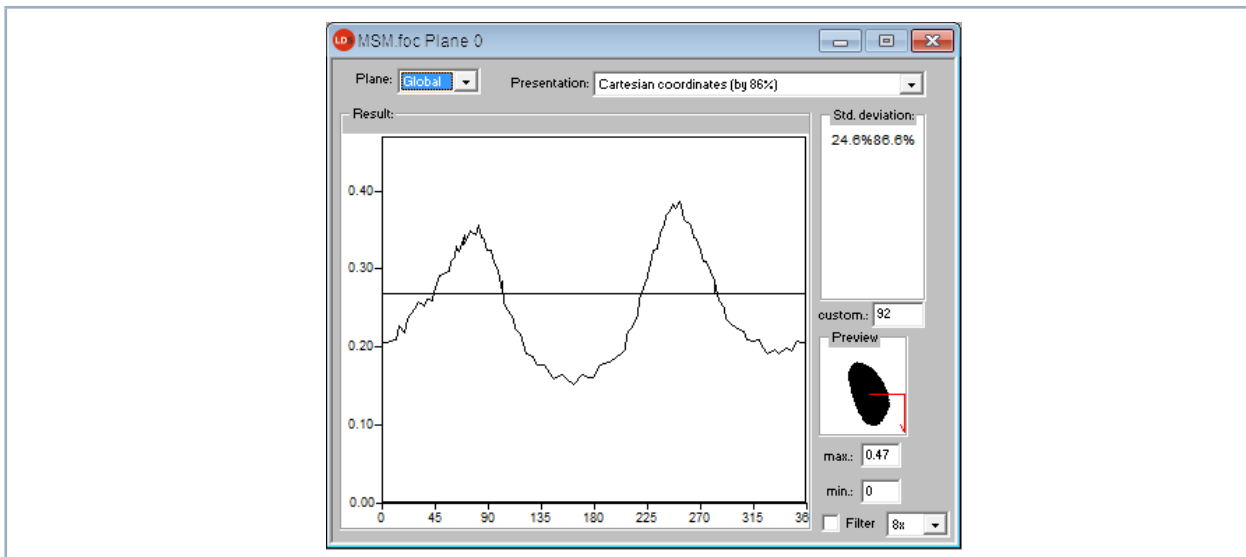 LD MSM.foc Plane 0
Plane: Global
Presentation: Cartesian coordinates (by 86%)
Result:
0.40
0.30
0.20
0.10
0.00
0 45 90 135 180 225 270 315 36
Std. deviation:
24.6%86.6%
custom.: 92
Preview
max.: 0.47
min.: 0
Filter 8x